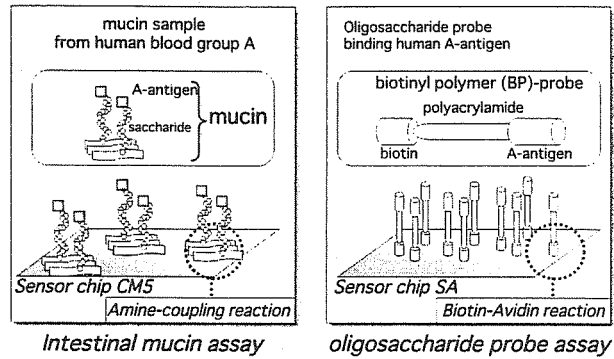 mucin sample
from human blood group A
A-antigen
saccharide
mucin
Sensor chip CM5
Amine-coupling reaction
Intestinal mucin assay
Oligosaccharide probe
binding human A-antigen
biotinyl polymer (BP)-probe
polyacrylamide
biotin
A-antigen
Sensor chip SA
Biotin-Avidin reaction
oligosaccharide probe assay